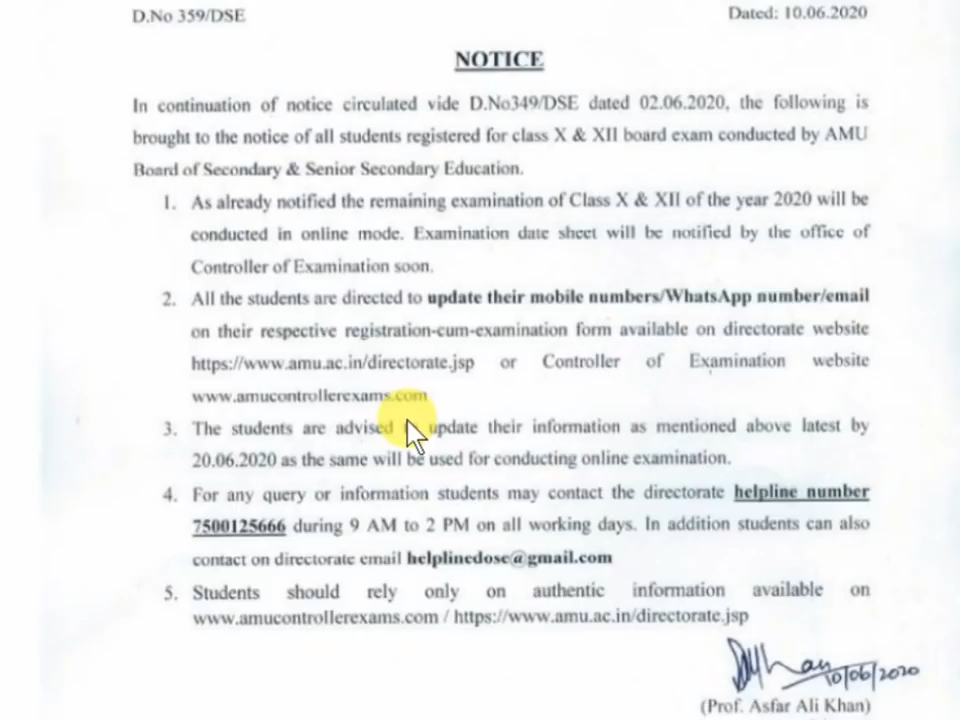 D.No 359/DSE
Dated: 10.06.2020
NOTICE
In continuation of notice circulated vide D.No349/DSE dated 02.06.2020, the following is
brought to the notice of all students registered for class X & XII board exam conducted by AMU
Board of Secondary & Senior Secondary Education.
1. As already notified the remaining examination of Class X & XII of the year 2020 will be
conducted in online mode. Examination date sheet will be notified by the office of
Controller of Examination soon.
2. All the students are directed to update their mobile numbers/WhatsApp number/email
on their respective registration-cum-examination form available on directorate website
https://www.amu.ac.in/directorate.jsp or Controller of Examination website
www.amucontrollerexams.com
3. The students are advised update their information as mentioned above latest by
20.06.2020 as the same will be used for conducting online examination.
4. For any query or information students may contact the directorate helpline number
7500125666 during 9 AM to 2 PM on all working days. In addition students can also
contact on directorate email helplinedose@gmail.com
5. Students should rely only on authentic information available on
www.amucontrollerexams.com / https://www.amu.ac.in/directorate.jsp
10/06/2020
(Prof. Asfar Ali Khan)